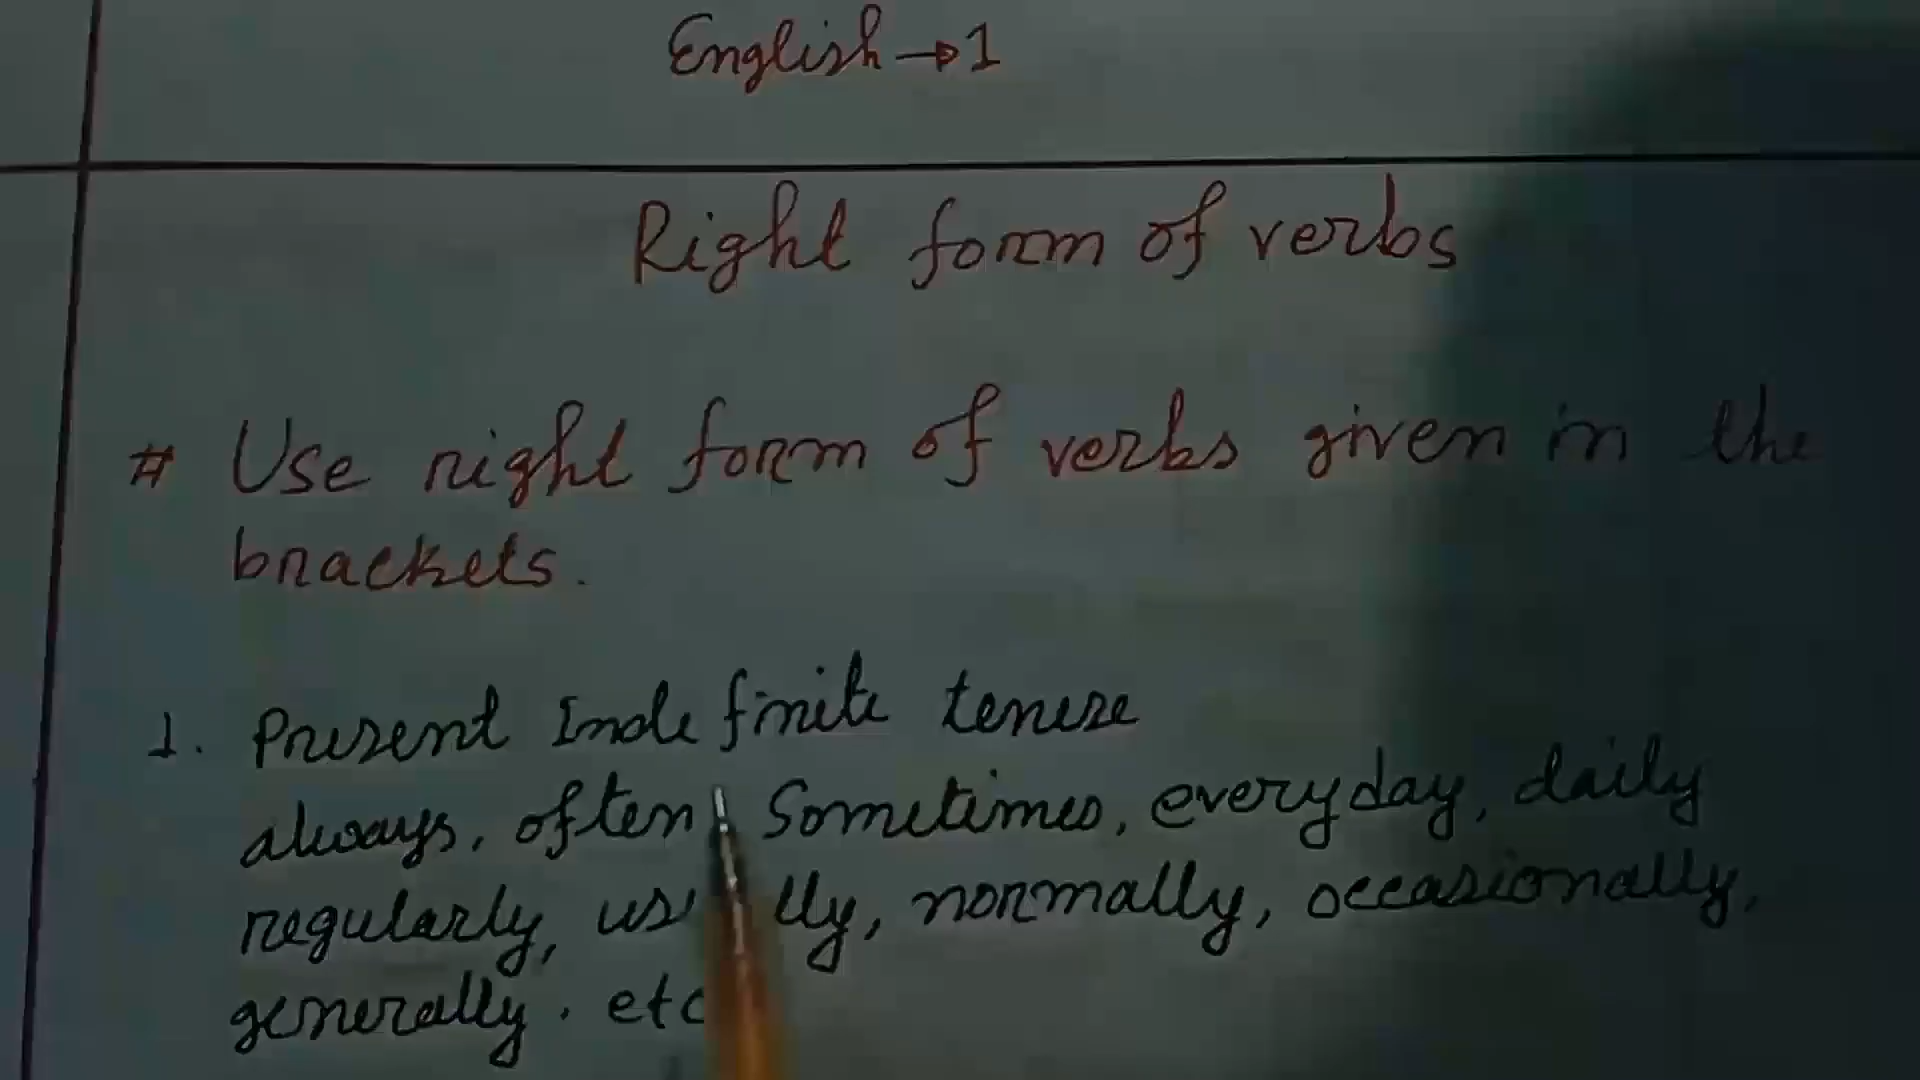 English → 1
Right form of verbs
# Use right form of verbs given in the
brackets.
1. Present Indefinite tense
always, often, Sometimes, everyday, daily
regularly, usually, normally, occasionally,
generally. etc